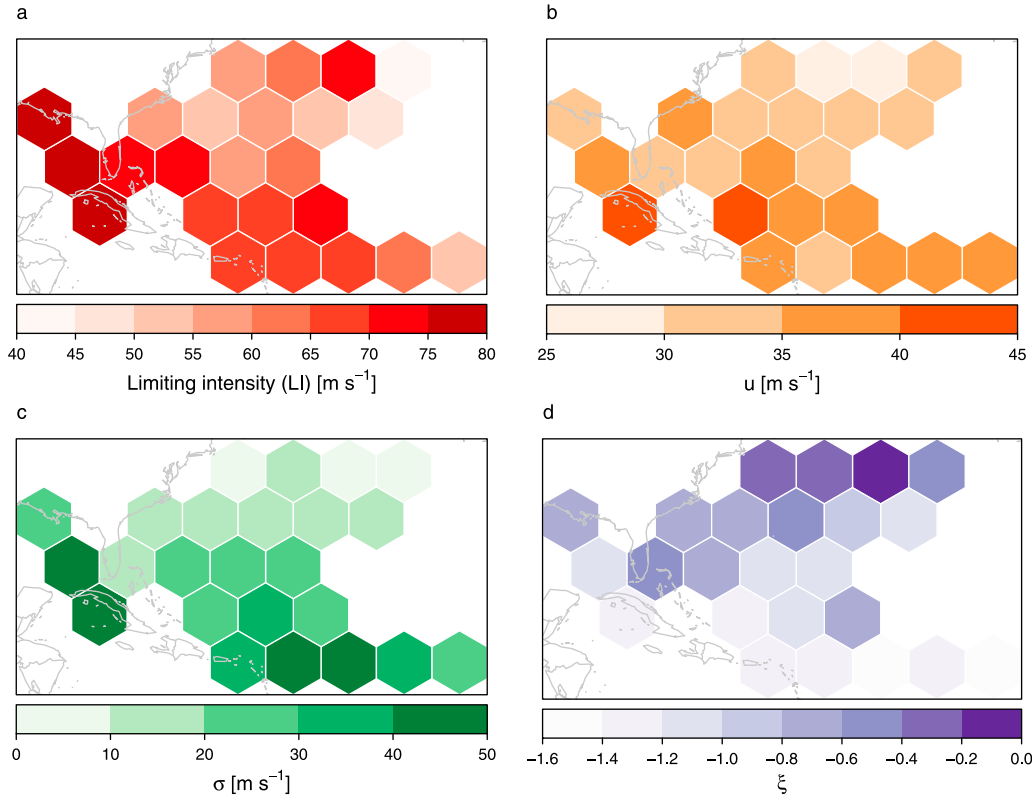 a
b
40 45 50 55 60 65 70 75 80
Limiting intensity (LI) [m s⁻¹]
25 30 35 40 45
u [m s⁻¹]
c
d
0 10 20 30 40 50
σ [m s⁻¹]
−1.6 −1.4 −1.2 −1.0 −0.8 −0.6 −0.4 −0.2 0.0
ξ